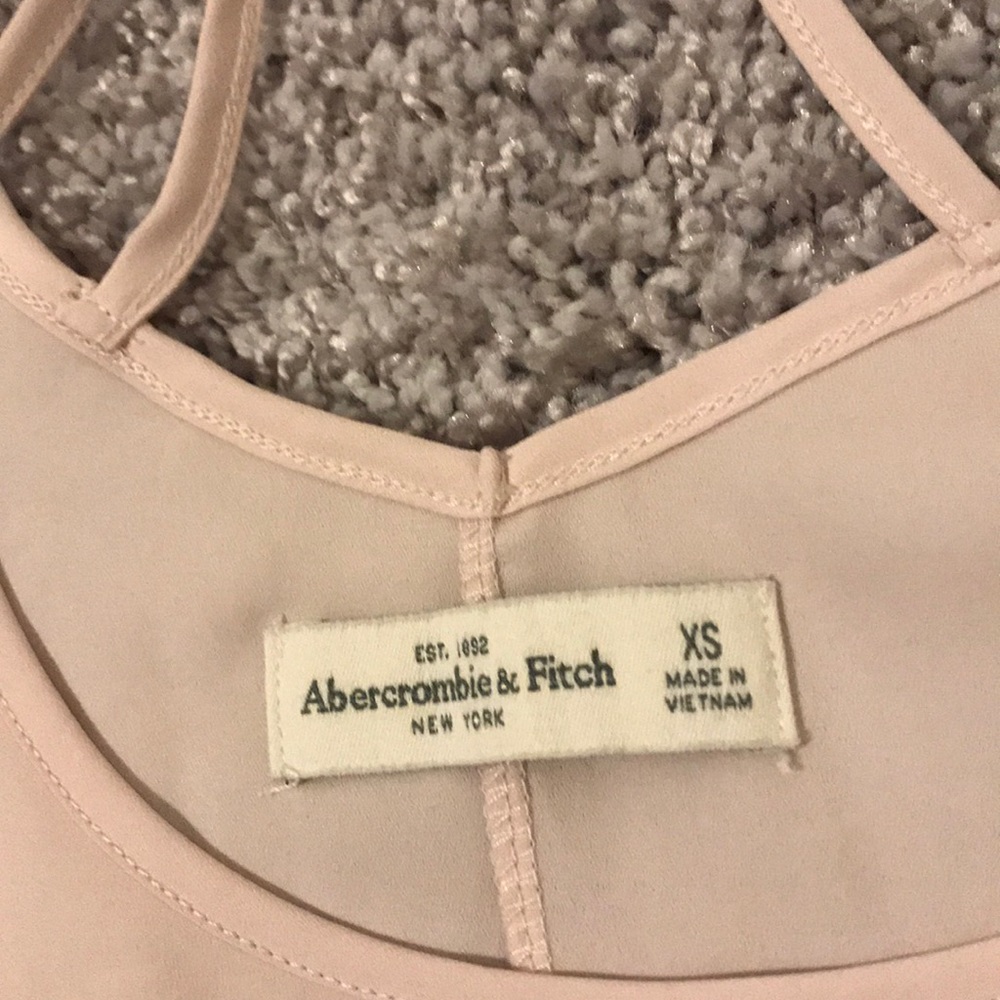 EST. 1892
Abercrombie & Fitch
NEW YORK
XS
MADE IN
VIETNAM